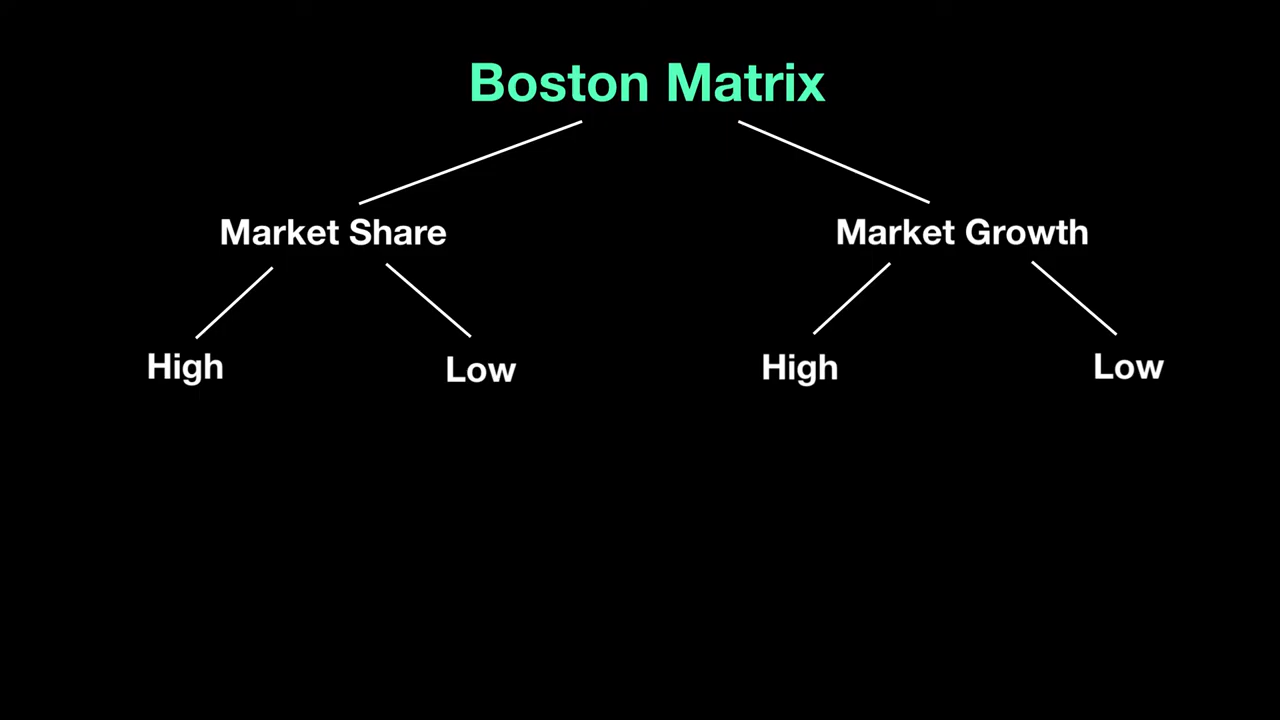 Boston Matrix
Market Share
Market Growth
High
Low
High
Low